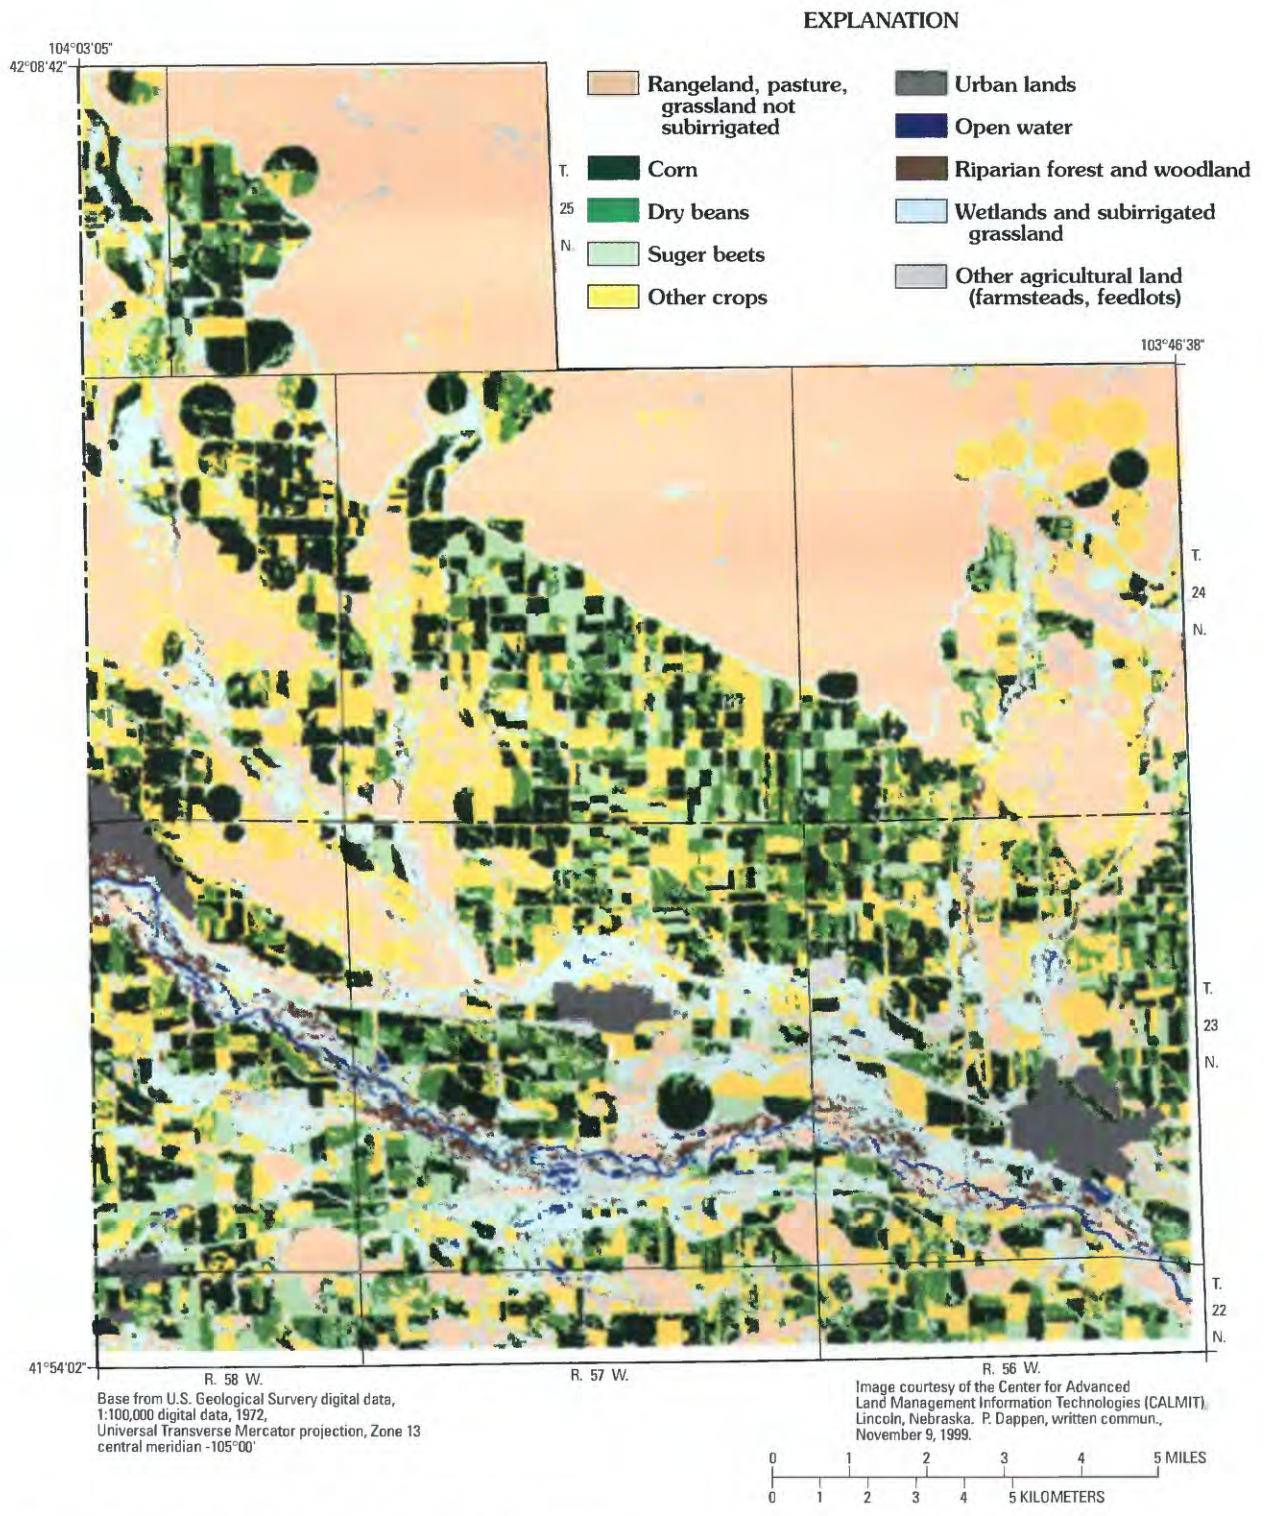 EXPLANATION
104°03'05"
42°08'42"
Rangeland, pasture,
grassland not
subirrigated
Corn
Dry beans
Suger beets
Other crops
Urban lands
Open water
Riparian forest and woodland
Wetlands and subirrigated
grassland
Other agricultural land
(farmsteads, feedlots)
T.
25
N.
103°46'38"
T.
24
N.
T.
23
N.
T.
22
N.
41°54'02"
R. 58 W.
R. 57 W.
R. 56 W.
Base from U.S. Geological Survery digital data,
1:100,000 digital data, 1972,
Universal Transverse Mercator projection, Zone 13
central meridian -105°00'
Image courtesy of the Center for Advanced
Land Management Information Technologies (CALMIT),
Lincoln, Nebraska. P. Dappen, written commun.,
November 9, 1999.
0 1 2 3 4 5 MILES
0 1 2 3 4 5 KILOMETERS